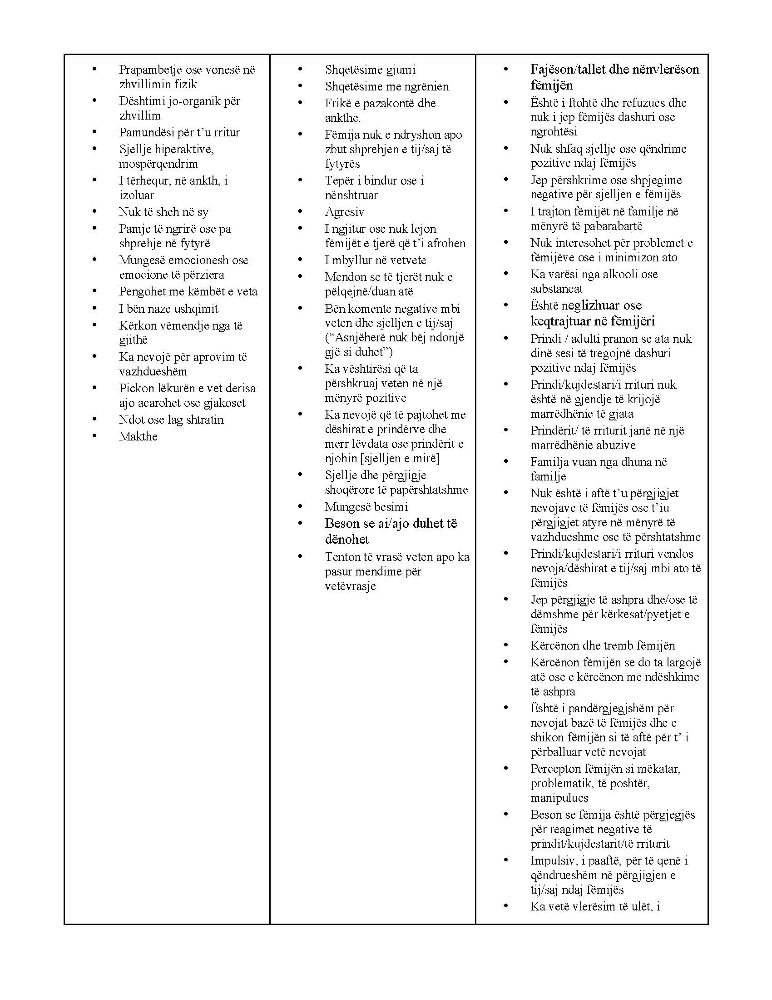 Prapambetje ose vonesë në
zhvillimin fizik
Dështimi jo-organik për
zhvillim
Pamundësi për t’u rritur
Sjellje hiperaktive,
mospërqendrim
I tërhequr, në ankth, i
izoluar
Nuk të sheh në sy
Pamje të ngrirë ose pa
shprehje në fytyrë
Mungesë emocionesh ose
emocione të përziera
Pengohet me këmbët e veta
I bën naze ushqimit
Kërkon vëmendje nga të
gjithë
Ka nevojë për aprovim të
vazhdueshëm
Pickon lëkurën e vet derisa
ajo acarohet ose gjakoset
Ndot ose lag shtratin
Makthe
Shqetësime gjumi
Shqetësime me ngrënien
Frikë e pazakontë dhe
ankthe.
Fëmija nuk e ndryshon apo
zbut shprehjen e tij/saj të
fytyrës
Tepër i bindur ose i
nënshtruar
Agresiv
I ngjitur ose nuk lejon
fëmijët e tjerë që t’i afrohen
I mbyllur në vetvete
Mendon se të tjerët nuk e
pëlqejnë/duan atë
Bën komente negative mbi
veten dhe sjelljen e tij/saj
(“Asnjëherë nuk bëj ndonjë
gjë si duhet”)
Ka vështirësi që ta
përshkruaj veten në një
mënyrë pozitive
Ka nevojë që të pajtohet me
dëshirat e prindërve dhe
merr lëvdata ose prindërit e
njohin [sjelljen e mirë]
Sjellje dhe përgjigje
shoqërore të papërshtatshme
Mungesë besimi
Beson se ai/ajo duhet të
dënohet
Tenton të vrasë veten apo ka
pasur mendime për
vetëvrasje
Fajëson/tallet dhe nënvlerëson
fëmijën
Është i ftohtë dhe refuzues dhe
nuk i jep fëmijës dashuri ose
ngrohtësi
Nuk shfaq sjellje ose qëndrime
pozitive ndaj fëmijës
Jep përshkrime ose shpjegime
negative për sjelljen e fëmijës
I trajton fëmijët në familje në
mënyrë të pabarabartë
Nuk interesohet për problemet e
fëmijëve ose i minimizon ato
Ka varësi nga alkooli ose
substancat
Është neglizhuar ose
keqtrajtuar në fëmijëri
Prindi / adulti pranon se ata nuk
dinë sesi të tregojnë dashuri
pozitive ndaj fëmijës
Prindi/kujdestari/i rrituri nuk
është në gjendje të krijojë
marrëdhënie të gjata
Prindërit/ të rriturit janë në një
marrëdhënie abuzive
Familja vuan nga dhuna në
familje
Nuk është i aftë t’u përgjigjet
nevojave të fëmijës ose t’iu
përgjigjet atyre në mënyrë të
vazhdueshme ose të përshtatshme
Prindi/kujdestari/i rrituri vendos
nevoja/dëshirat e tij/saj mbi ato të
fëmijës
Jep përgjigje të ashpra dhe/ose të
dëmshme për kërkesat/pyetjet e
fëmijës
Kërcënon dhe tremb fëmijën
Kërcënon fëmijën se do ta largojë
atë ose e kërcënon me ndëshkime
të ashpra
Është i pandërgjegjshëm për
nevojat bazë të fëmijës dhe e
shikon fëmijën si të aftë për t’ i
përballuar vetë nevojat
Percepton fëmijën si mëkatar,
problematik, të poshtër,
manipulues
Beson se fëmija është përgjegjës
për reagimet negative të
prindit/kujdestarit/të rriturit
Impulsiv, i paaftë, për të qenë i
qëndrueshëm në përgjigjen e
tij/saj ndaj fëmijës
Ka vetë vlerësim të ulët, i